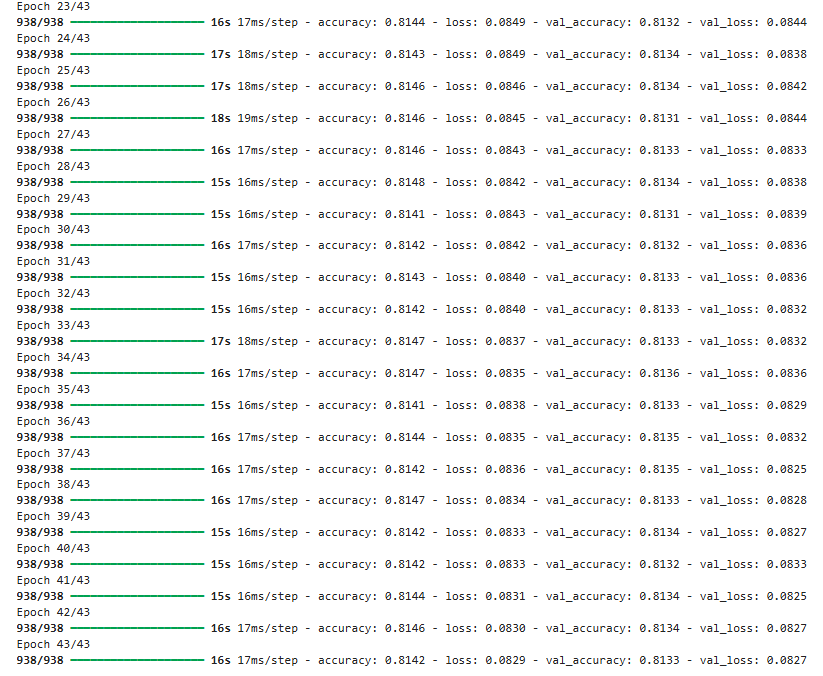 Epoch 23/43
938/938 16s 17ms/step - accuracy: 0.8144 - loss: 0.0849 - val_accuracy: 0.8132 - val_loss: 0.0844
Epoch 24/43
938/938 17s 18ms/step - accuracy: 0.8143 - loss: 0.0849 - val_accuracy: 0.8134 - val_loss: 0.0838
Epoch 25/43
938/938 17s 18ms/step - accuracy: 0.8146 - loss: 0.0846 - val_accuracy: 0.8134 - val_loss: 0.0842
Epoch 26/43
938/938 18s 19ms/step - accuracy: 0.8146 - loss: 0.0845 - val_accuracy: 0.8131 - val_loss: 0.0844
Epoch 27/43
938/938 16s 17ms/step - accuracy: 0.8146 - loss: 0.0843 - val_accuracy: 0.8133 - val_loss: 0.0833
Epoch 28/43
938/938 15s 16ms/step - accuracy: 0.8148 - loss: 0.0842 - val_accuracy: 0.8134 - val_loss: 0.0838
Epoch 29/43
938/938 15s 16ms/step - accuracy: 0.8141 - loss: 0.0843 - val_accuracy: 0.8131 - val_loss: 0.0839
Epoch 30/43
938/938 16s 17ms/step - accuracy: 0.8142 - loss: 0.0842 - val_accuracy: 0.8132 - val_loss: 0.0836
Epoch 31/43
938/938 15s 16ms/step - accuracy: 0.8143 - loss: 0.0840 - val_accuracy: 0.8133 - val_loss: 0.0836
Epoch 32/43
938/938 15s 16ms/step - accuracy: 0.8142 - loss: 0.0840 - val_accuracy: 0.8133 - val_loss: 0.0832
Epoch 33/43
938/938 17s 18ms/step - accuracy: 0.8147 - loss: 0.0837 - val_accuracy: 0.8133 - val_loss: 0.0832
Epoch 34/43
938/938 16s 17ms/step - accuracy: 0.8147 - loss: 0.0835 - val_accuracy: 0.8136 - val_loss: 0.0836
Epoch 35/43
938/938 15s 16ms/step - accuracy: 0.8141 - loss: 0.0838 - val_accuracy: 0.8133 - val_loss: 0.0829
Epoch 36/43
938/938 16s 17ms/step - accuracy: 0.8144 - loss: 0.0835 - val_accuracy: 0.8135 - val_loss: 0.0832
Epoch 37/43
938/938 16s 17ms/step - accuracy: 0.8142 - loss: 0.0836 - val_accuracy: 0.8135 - val_loss: 0.0825
Epoch 38/43
938/938 16s 17ms/step - accuracy: 0.8147 - loss: 0.0834 - val_accuracy: 0.8133 - val_loss: 0.0828
Epoch 39/43
938/938 15s 16ms/step - accuracy: 0.8142 - loss: 0.0833 - val_accuracy: 0.8134 - val_loss: 0.0827
Epoch 40/43
938/938 15s 16ms/step - accuracy: 0.8142 - loss: 0.0833 - val_accuracy: 0.8132 - val_loss: 0.0833
Epoch 41/43
938/938 15s 16ms/step - accuracy: 0.8144 - loss: 0.0831 - val_accuracy: 0.8134 - val_loss: 0.0825
Epoch 42/43
938/938 16s 17ms/step - accuracy: 0.8146 - loss: 0.0830 - val_accuracy: 0.8134 - val_loss: 0.0827
Epoch 43/43
938/938 16s 17ms/step - accuracy: 0.8142 - loss: 0.0829 - val_accuracy: 0.8133 - val_loss: 0.0827